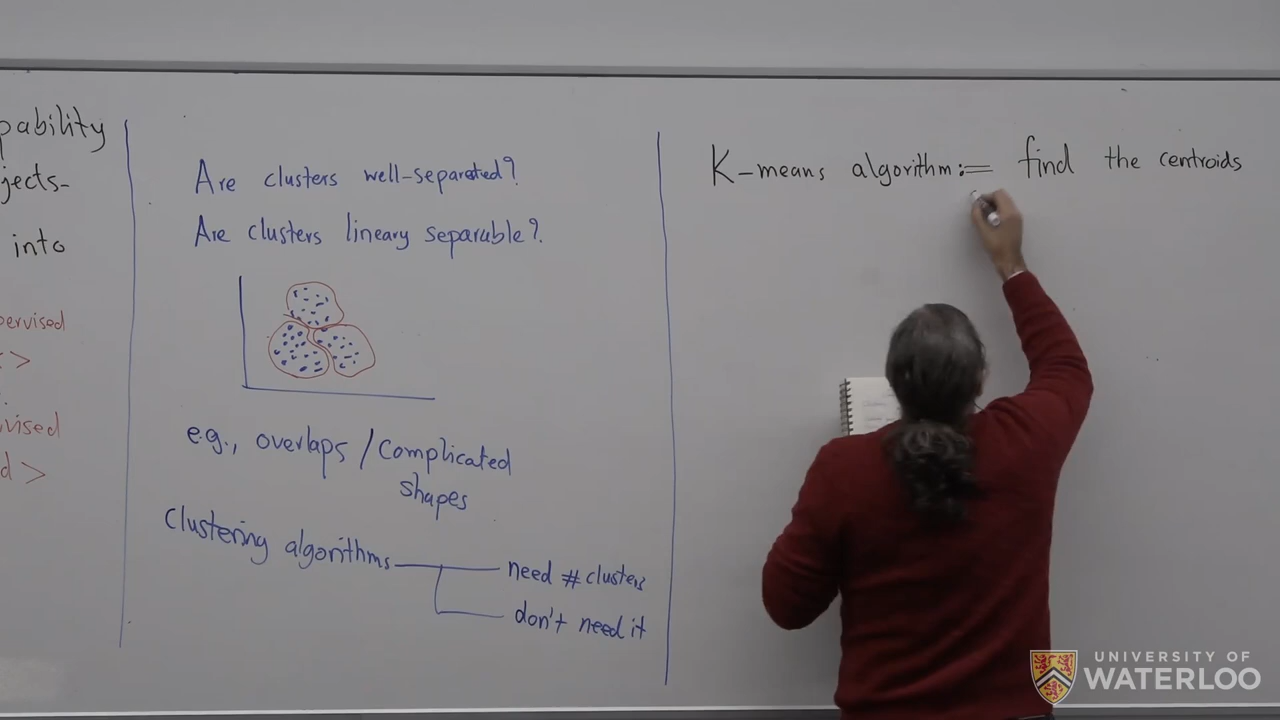 pability
jects-
into
pervised
>
vised
d >
Are clusters well-separated?
Are clusters lineary separable?
e.g., overlaps / Complicated
shapes
Clustering algorithms
need # clusters
don't need it
K-means algorithm := find the centroids
UNIVERSITY OF
WATERLOO